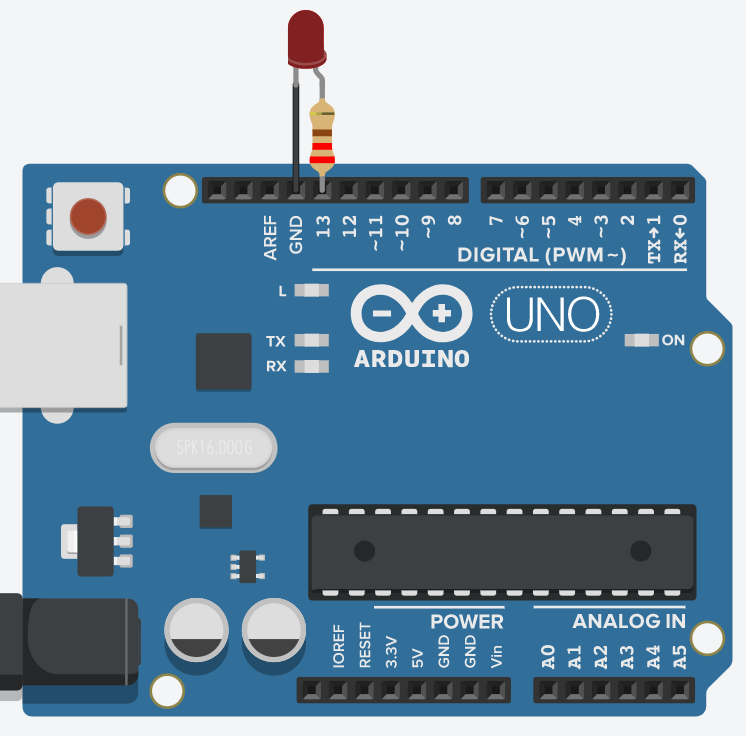 AREF
GND
13
12
~11
~10
~9
8
7
~6
~5
4
~3
2
TX→1
RX←0
DIGITAL (PWM~)
L
TX
RX
ARDUINO
UNO
ON
SPK16.000G
POWER
ANALOG IN
IOREF
RESET
3.3V
5V
GND
GND
Vin
A0
A1
A2
A3
A4
A5